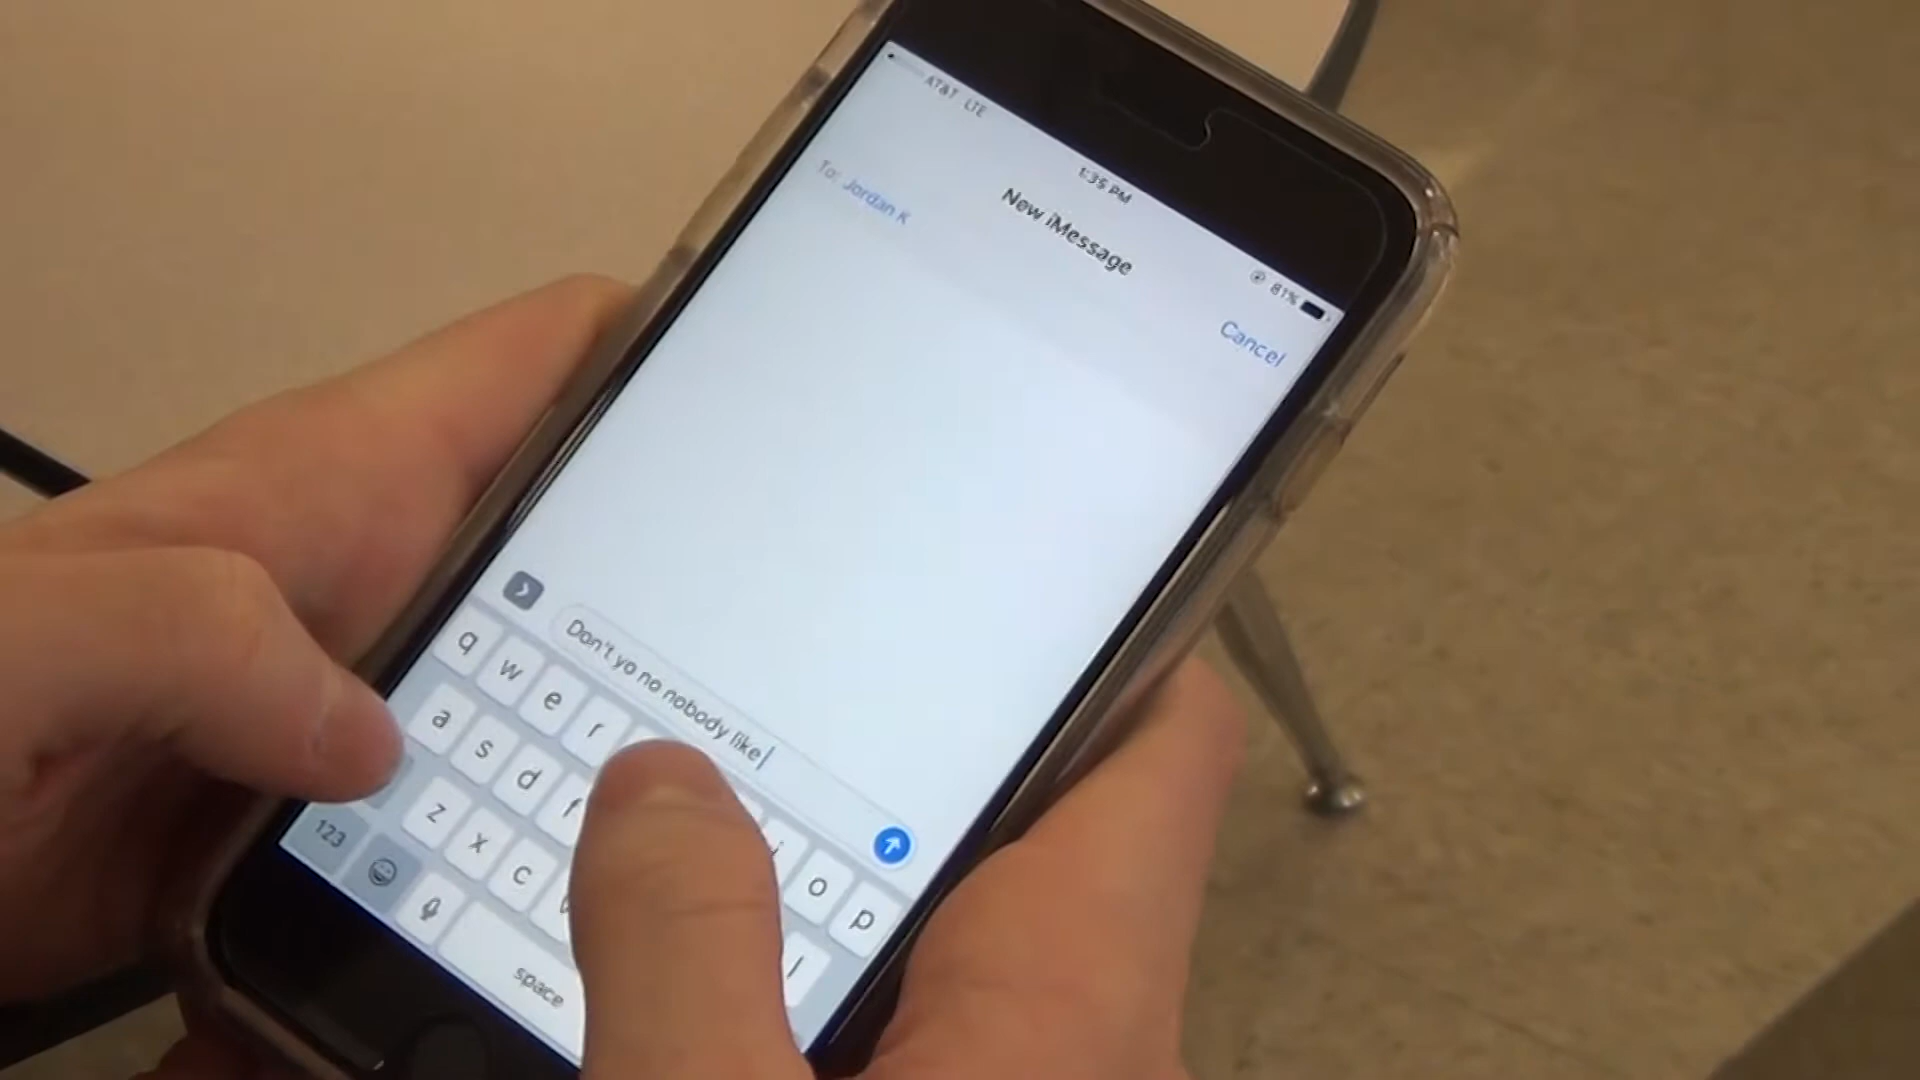 AT&T LTE
1:35 PM
81%
New iMessage
Cancel
To: Jordan K
Don't yo no nobody like
q w e r i o p
a s d f l
z x c
123
space